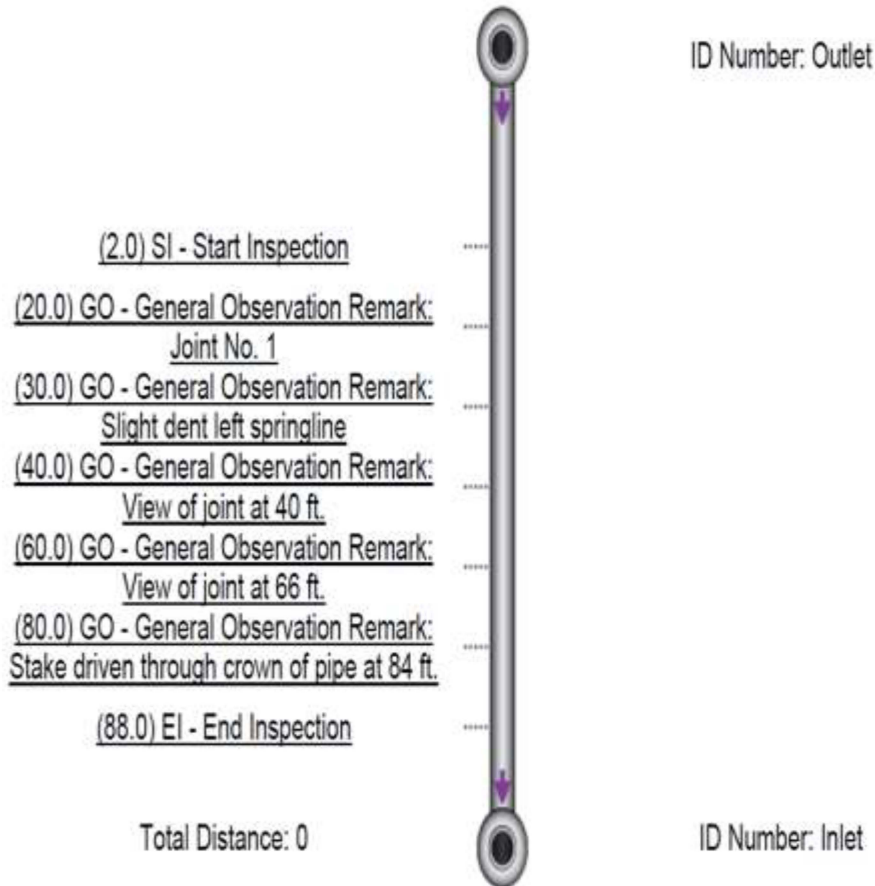 ID Number: Outlet
(2.0) SI - Start Inspection
(20.0) GO - General Observation Remark:
Joint No. 1
(30.0) GO - General Observation Remark:
Slight dent left springline
(40.0) GO - General Observation Remark:
View of joint at 40 ft.
(60.0) GO - General Observation Remark:
View of joint at 66 ft.
(80.0) GO - General Observation Remark:
Stake driven through crown of pipe at 84 ft.
(88.0) EI - End Inspection
Total Distance: 0
ID Number: Inlet